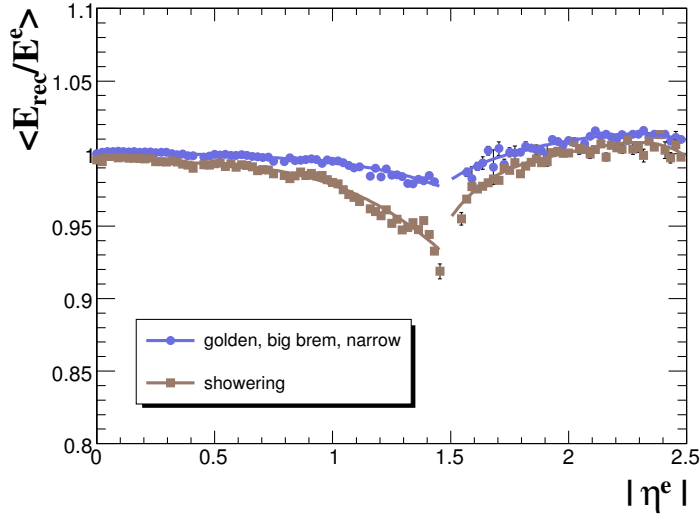 <E_rec/E^e>
1.1
1.05
1
0.95
0.9
0.85
0.8
golden, big brem, narrow
showering
0 0.5 1 1.5 2 2.5
| η^e |